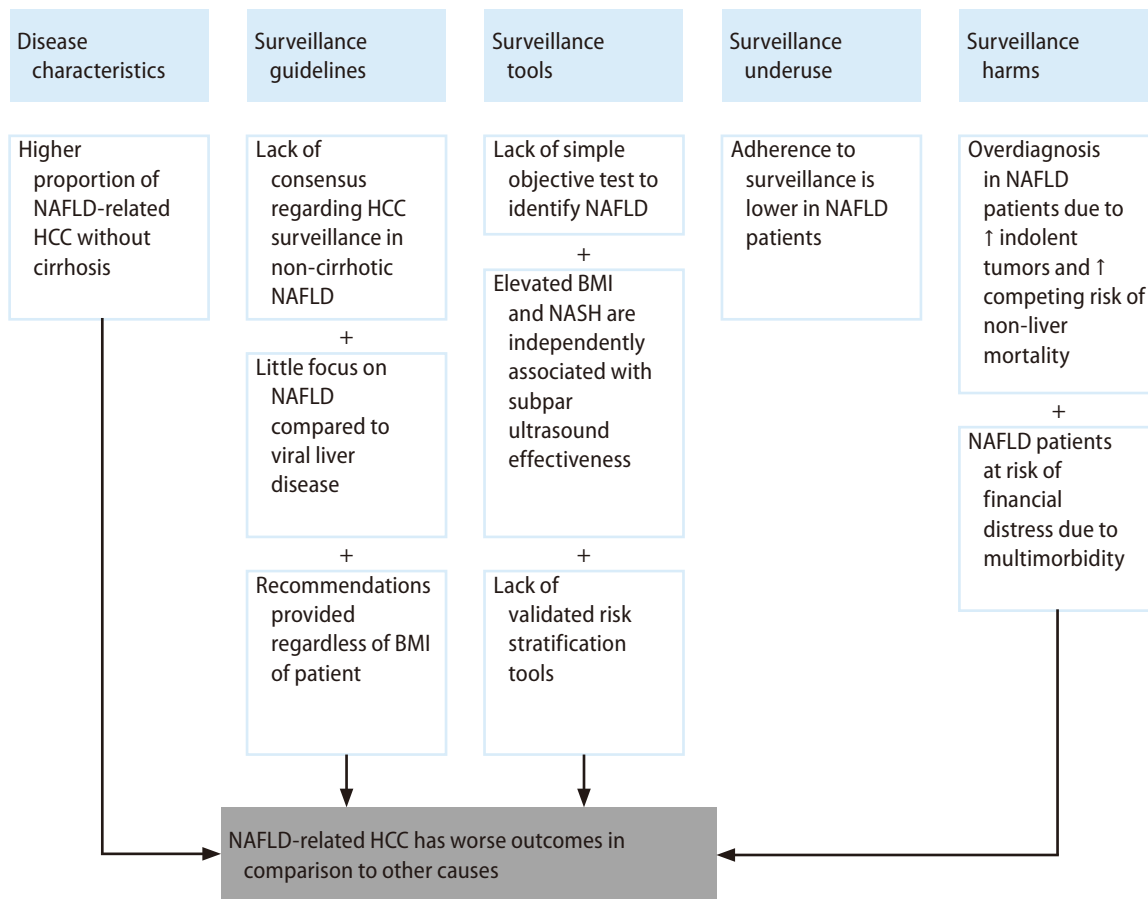 Disease
characteristics
Surveillance
guidelines
Surveillance
tools
Surveillance
underuse
Surveillance
harms
Higher
proportion of
NAFLD-related
HCC without
cirrhosis
Lack of
consensus
regarding HCC
surveillance in
non-cirrhotic
NAFLD
+
Little focus on
NAFLD
compared to
viral liver
disease
+
Recommendations
provided
regardless of BMI
of patient
Lack of simple
objective test to
identify NAFLD
+
Elevated BMI
and NASH are
independently
associated with
subpar
ultrasound
effectiveness
+
Lack of
validated risk
stratification
tools
Adherence to
surveillance is
lower in NAFLD
patients
Overdiagnosis
in NAFLD
patients due to
↑ indolent
tumors and ↑
competing risk of
non-liver
mortality
+
NAFLD patients
at risk of
financial
distress due to
multimorbidity
NAFLD-related HCC has worse outcomes in
comparison to other causes